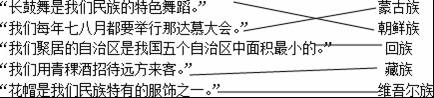 “长鼓舞是我们民族的特色舞蹈。” 蒙古族
“我们每年七八月都要举行那达慕大会。” 朝鲜族
“我们聚居的自治区是我国五个自治区中面积最小的。” 回族
“我们用青稞酒招待远方来客。” 藏族
“花帽是我们民族特有的服饰之一。” 维吾尔族